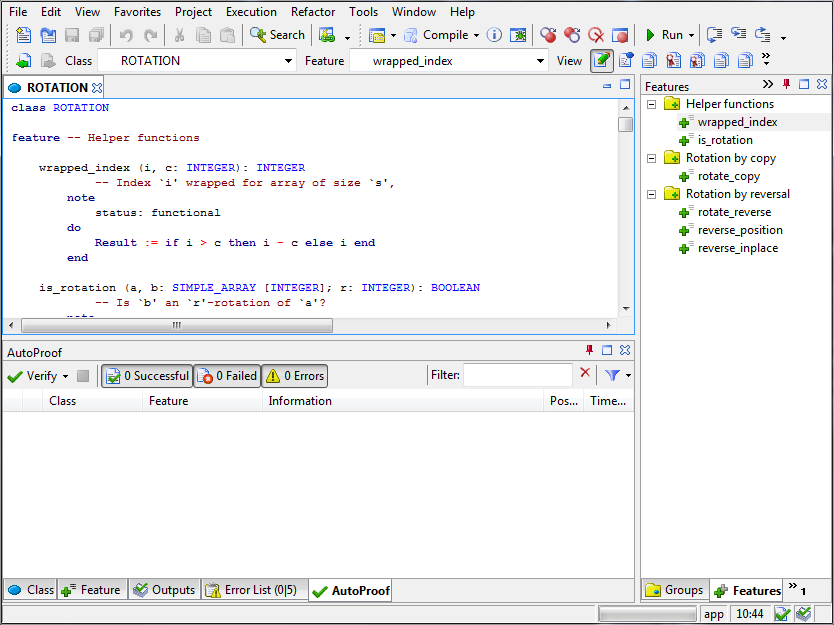 File Edit View Favorites Project Execution Refactor Tools Window Help
Search Compile Run
Class ROTATION Feature wrapped_index View
ROTATION
class ROTATION
feature -- Helper functions
wrapped_index (i, c: INTEGER): INTEGER
-- Index `i' wrapped for array of size `s',
note
status: functional
do
Result := if i > c then i - c else i end
end
is_rotation (a, b: SIMPLE_ARRAY [INTEGER]; r: INTEGER): BOOLEAN
-- Is `b' an `r'-rotation of `a'?
note
Features
Helper functions
wrapped_index
is_rotation
Rotation by copy
rotate_copy
Rotation by reversal
rotate_reverse
reverse_position
reverse_inplace
AutoProof
Verify 0 Successful 0 Failed 0 Errors Filter:
Class Feature Information Pos... Time...
Class Feature Outputs Error List (0|5) AutoProof
Groups Features 1
app 10:44